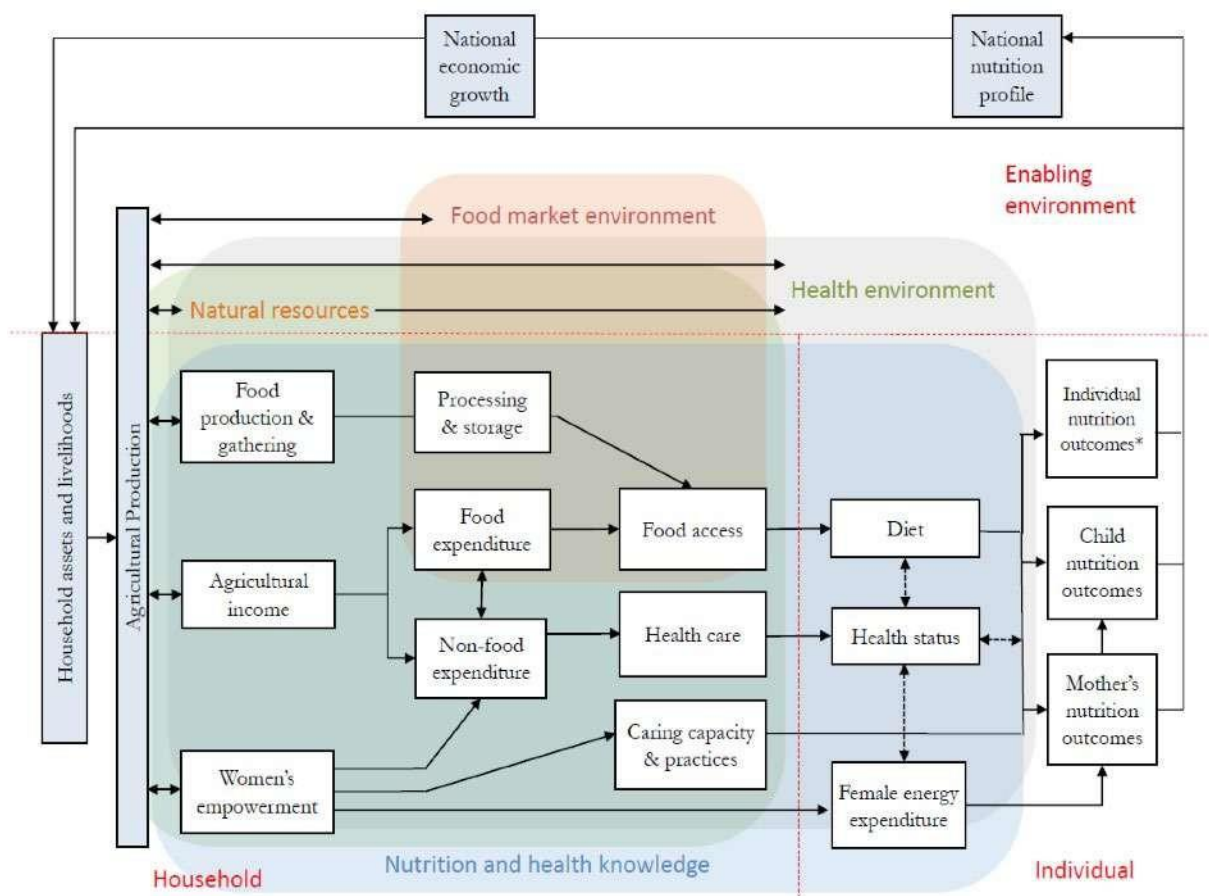 National
economic
growth
National
nutrition
profile
Enabling
environment
Food market environment
Health environment
Natural resources
Household assets and livelihoods
Agricultural Production
Food
production &
gathering
Processing
& storage
Individual
nutrition
outcomes*
Food
expenditure
Food access
Diet
Child
nutrition
outcomes
Agricultural
income
Non-food
expenditure
Health care
Health status
Mother's
nutrition
outcomes
Caring capacity
& practices
Women's
empowerment
Female energy
expenditure
Nutrition and health knowledge
Household
Individual